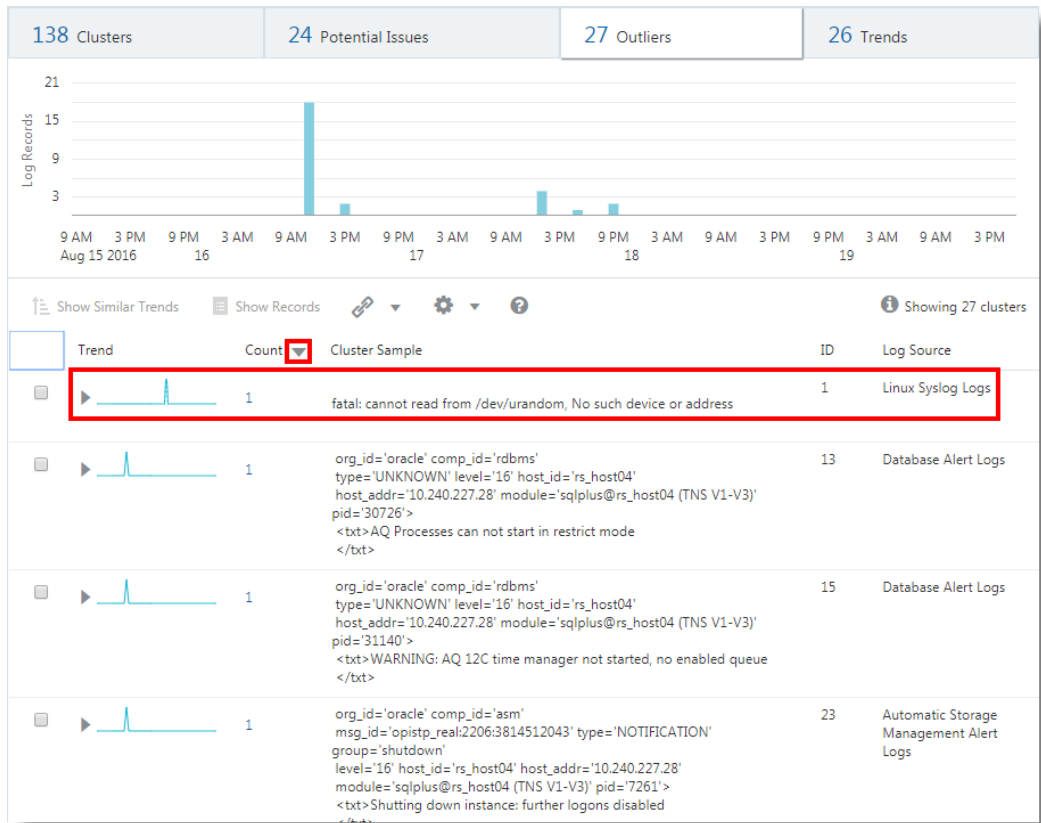 138 Clusters
24 Potential Issues
27 Outliers
26 Trends
Log Records
21
15
9
3
9 AM 3 PM 9 PM 3 AM 9 AM 3 PM 9 PM 3 AM 9 AM 3 PM 9 PM 3 AM 9 AM 3 PM 9 PM 3 AM 9 AM 3 PM
Aug 15 2016 16 17 18 19
Show Similar Trends
Show Records
?
Showing 27 clusters
Trend Count Cluster Sample ID Log Source
1
fatal: cannot read from /dev/urandom, No such device or address
1
Linux Syslog Logs
1
org_id='oracle' comp_id='rdbms'
type='UNKNOWN' level='16' host_id='rs_host04'
host_addr='10.240.227.28' module='sqlplus@rs_host04 (TNS V1-V3)'
pid='30726'>
<txt>AQ Processes can not start in restrict mode
</txt>
13
Database Alert Logs
1
org_id='oracle' comp_id='rdbms'
type='UNKNOWN' level='16' host_id='rs_host04'
host_addr='10.240.227.28' module='sqlplus@rs_host04 (TNS V1-V3)'
pid='31140'>
<txt>WARNING: AQ 12C time manager not started, no enabled queue
</txt>
15
Database Alert Logs
1
org_id='oracle' comp_id='asm'
msg_id='opistp_real:2206:3814512043' type='NOTIFICATION'
group='shutdown'
level='16' host_id='rs_host04' host_addr='10.240.227.28'
module='sqlplus@rs_host04 (TNS V1-V3)' pid='7261'>
<txt>Shutting down instance: further logons disabled
23
Automatic Storage
Management Alert
Logs